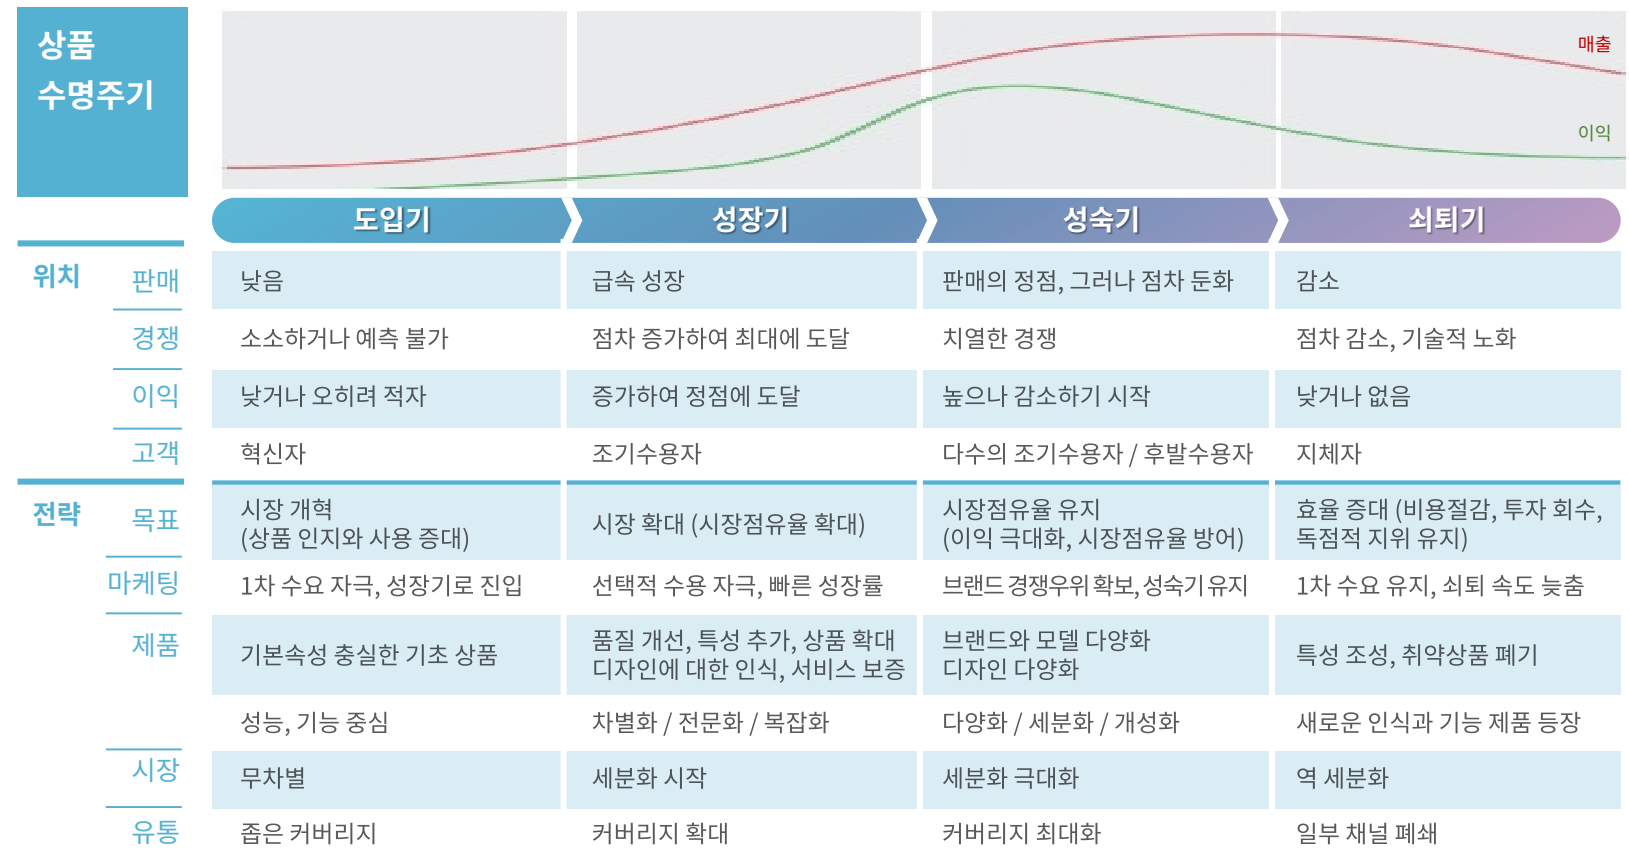 상품
수명주기
매출
이익
도입기 성장기 성숙기 쇠퇴기
위치 판매 낮음 급속 성장 판매의 정점, 그러나 점차 둔화 감소
경쟁 소소하거나 예측 불가 점차 증가하여 최대에 도달 치열한 경쟁 점차 감소, 기술적 노화
이익 낮거나 오히려 적자 증가하여 정점에 도달 높으나 감소하기 시작 낮거나 없음
고객 혁신자 조기수용자 다수의 조기수용자 / 후발수용자 지체자
전략 목표 시장 개혁
(상품 인지와 사용 증대)
시장 확대 (시장점유율 확대)
시장점유율 유지
(이익 극대화, 시장점유율 방어)
효율 증대 (비용절감, 투자 회수,
독점적 지위 유지)
마케팅 1차 수요 자극, 성장기로 진입 선택적 수용 자극, 빠른 성장률 브랜드 경쟁우위 확보, 성숙기 유지 1차 수요 유지, 쇠퇴 속도 늦춤
제품 기본속성 충실한 기초 상품
품질 개선, 특성 추가, 상품 확대
디자인에 대한 인식, 서비스 보증
브랜드와 모델 다양화
디자인 다양화
특성 조성, 취약상품 폐기
성능, 기능 중심 차별화 / 전문화 / 복잡화 다양화 / 세분화 / 개성화 새로운 인식과 기능 제품 등장
시장 무차별 세분화 시작 세분화 극대화 역 세분화
유통 좁은 커버리지 커버리지 확대 커버리지 최대화 일부 채널 폐쇄